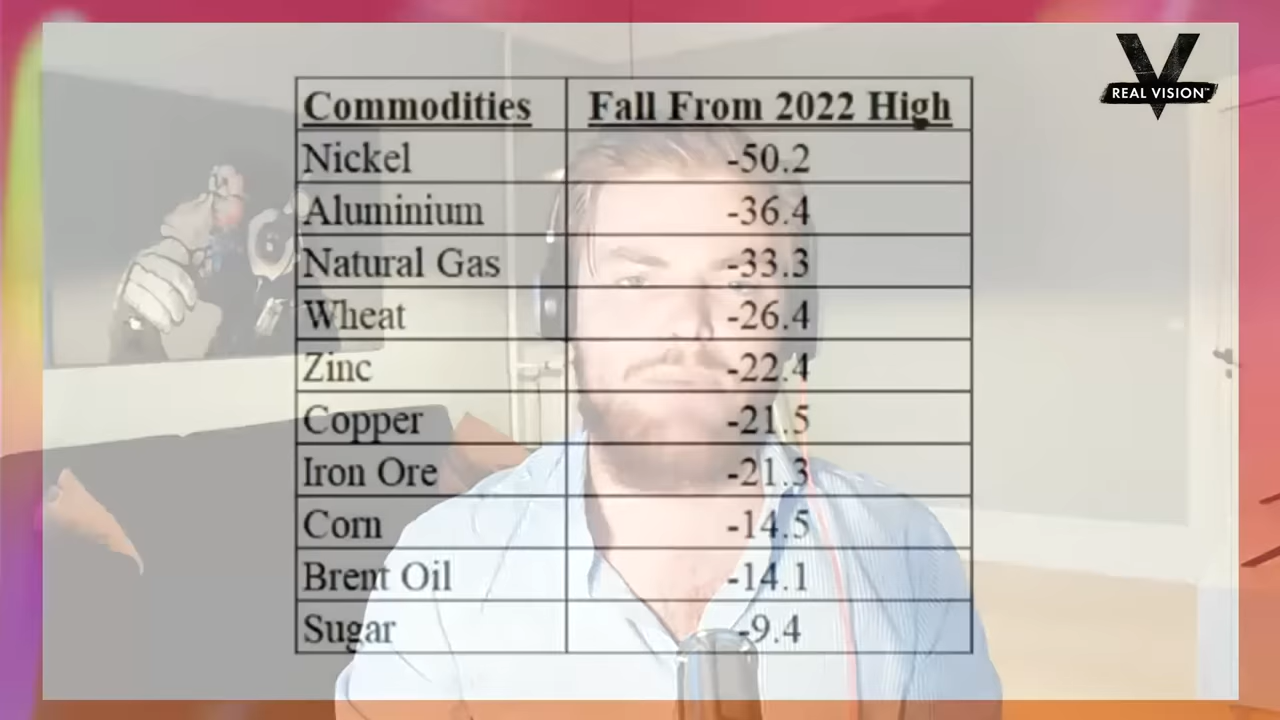 REAL VISION™
Commodities Fall From 2022 High
Nickel -50.2
Aluminium -36.4
Natural Gas -33.3
Wheat -26.4
Zinc -22.4
Copper -21.5
Iron Ore -21.3
Corn -14.5
Brent Oil -14.1
Sugar -9.4